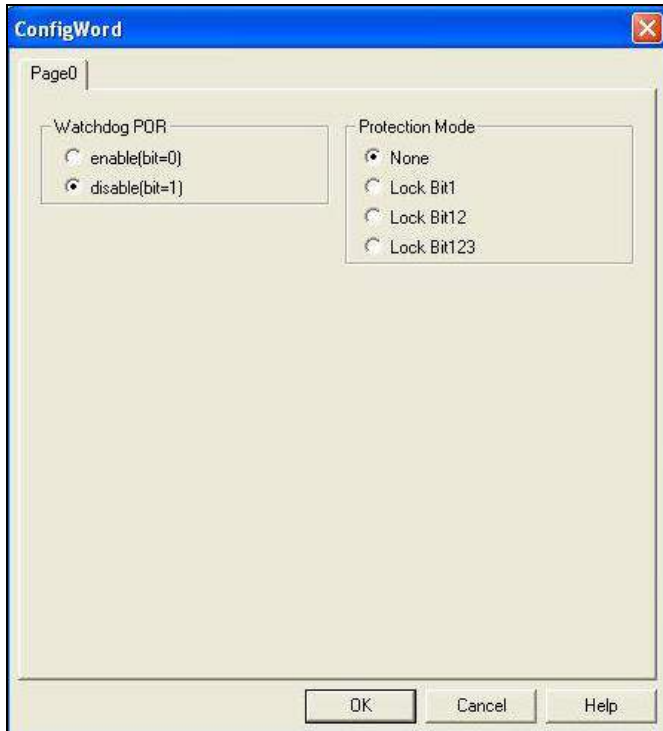 ConfigWord
Page0
Watchdog POR
enable(bit=0)
disable(bit=1)
Protection Mode
None
Lock Bit1
Lock Bit12
Lock Bit123
OK
Cancel
Help